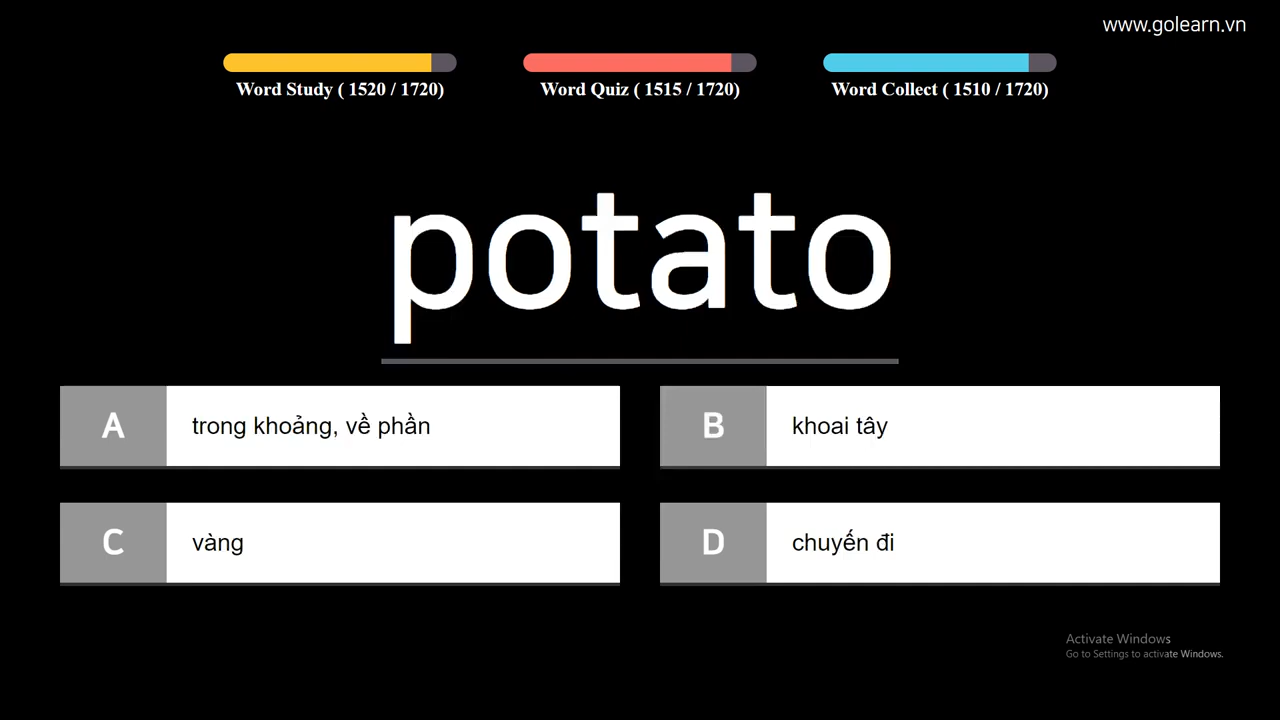 www.golearn.vn
Word Study ( 1520 / 1720)
Word Quiz ( 1515 / 1720)
Word Collect ( 1510 / 1720)
potato
A trong khoảng, về phần
B khoai tây
C vàng
D chuyến đi
Activate Windows
Go to Settings to activate Windows.